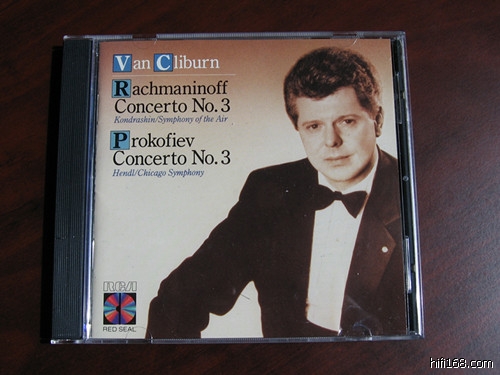 Van Cliburn
Rachmaninoff
Concerto No. 3
Kondrashin/Symphony of the Air
Prokofiev
Concerto No. 3
Hendl/Chicago Symphony
RCA
RED SEAL
hifi168.com